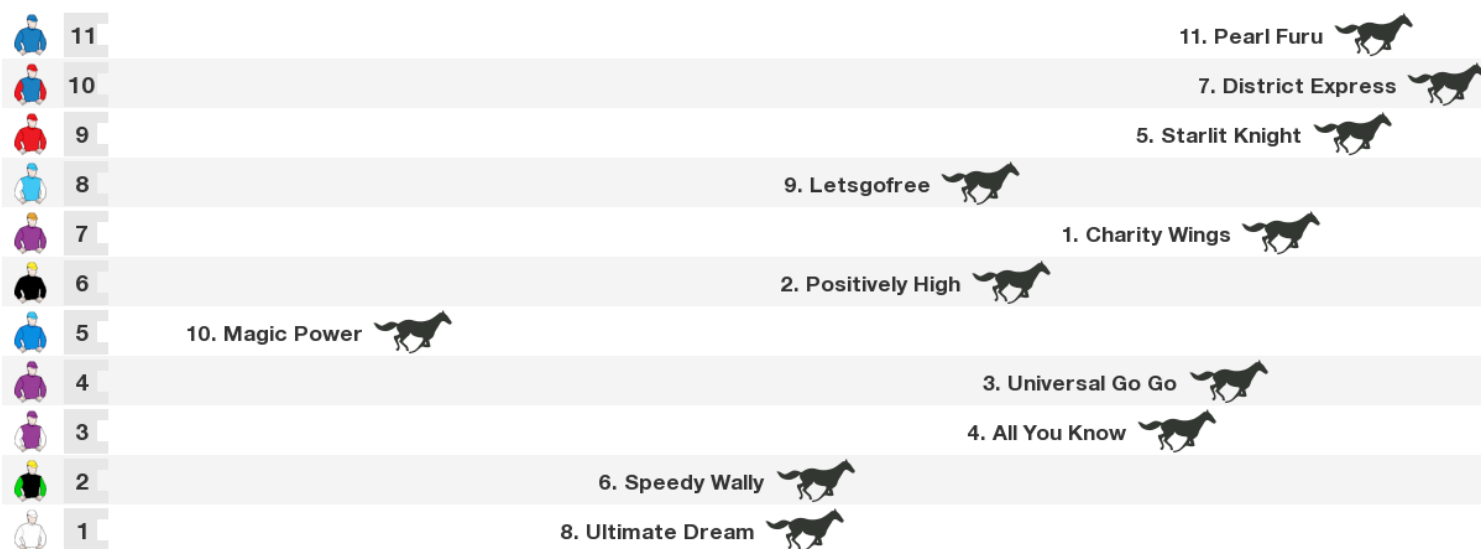 11 11. Pearl Furu
10 7. District Express
9 5. Starlit Knight
8 9. Letsgofree
7 1. Charity Wings
6 2. Positively High
5 10. Magic Power
4 3. Universal Go Go
3 4. All You Know
2 6. Speedy Wally
1 8. Ultimate Dream